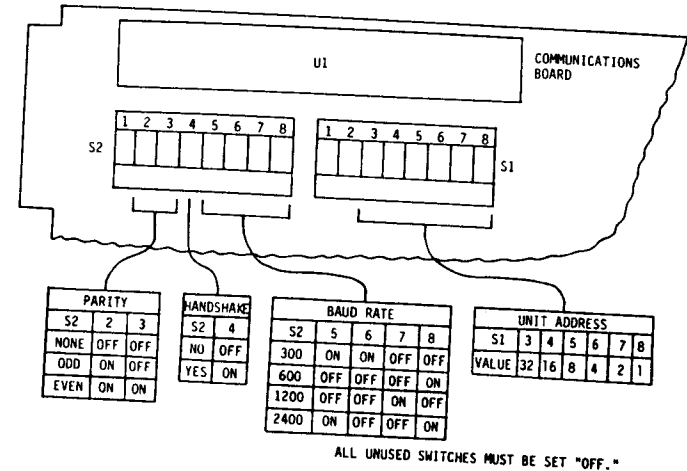 U1
COMMUNICATIONS
BOARD
S2
1 2 3 4 5 6 7 8
1 2 3 4 5 6 7 8
S1
PARITY
S2 2 3
NONE OFF OFF
ODD ON OFF
EVEN ON ON
HANDSHAKE
S2 4
NO OFF
YES ON
BAUD RATE
S2 5 6 7 8
300 ON ON OFF OFF
600 OFF OFF OFF ON
1200 OFF OFF ON OFF
2400 ON OFF OFF ON
UNIT ADDRESS
S1 3 4 5 6 7 8
VALUE 32 16 8 4 2 1
ALL UNUSED SWITCHES MUST BE SET "OFF."